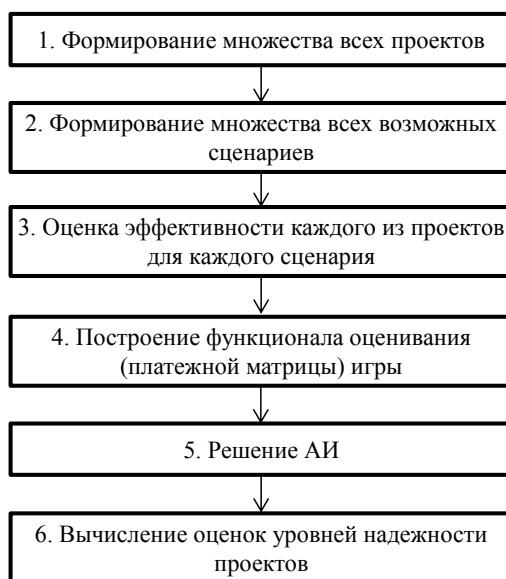 1. Формирование множества всех проектов
2. Формирование множества всех возможных
сценариев
3. Оценка эффективности каждого из проектов
для каждого сценария
4. Построение функционала оценивания
(платежной матрицы) игры
5. Решение АИ
6. Вычисление оценок уровней надежности
проектов